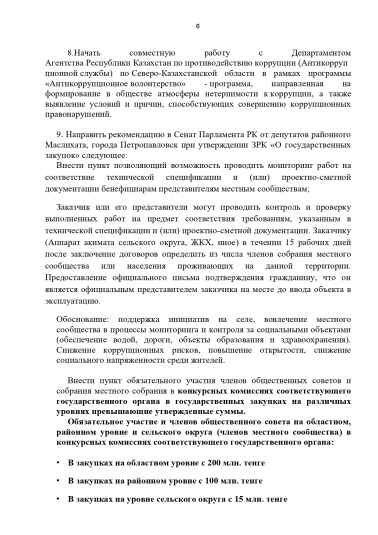 6
8.Начать совместную работу с Департаментом
Агентства Республики Казахстан по противодействию коррупции (Антикорруп
ционной службы) по Северо-Казахстанской области в рамках программы
«Антикоррупционное волонтерство» - программа, направленная на
формирование в обществе атмосферы нетерпимости к коррупции, а также
выявление условий и причин, способствующих совершению коррупционных
правонарушений.
9. Направить рекомендацию в Сенат Парламента РК от депутатов районного
Маслихата, города Петропавловск при утверждении ЗРК «О государственных
закупок» следующее:
Внести пункт позволяющий возможность проводить мониторинг работ на
соответствие технической спецификации и (или) проектно-сметной
документации бенефициарам представителям местным сообществам;
Заказчик или его представители могут проводить контроль и проверку
выполненных работ на предмет соответствия требованиям, указанным в
технической спецификации и (или) проектно-сметной документации. Заказчику
(Аппарат акимата сельского округа, ЖКХ, иное) в течении 15 рабочих дней
после заключение договоров определить из числа членов собрания местного
сообщества или населения проживающих на данной территории.
Предоставление официального письма подтверждения гражданину, что он
является официальным представителем заказчика на месте до ввода объекта в
эксплуатацию.
Обоснование: поддержка инициатив на селе, вовлечение местного
сообщества в процессы мониторинга и контроля за социальными объектами
(обеспечение водой, дороги, объекты образования и здравоохранения).
Снижение коррупционных рисков, повышение открытости, снижение
социального напряженности среди жителей.
Внести пункт обязательного участия членов общественных советов и
собрания местного собрания в конкурсных комиссиях соответствующего
государственного органа в государственных закупках на различных
уровнях превышающие утвержденные суммы.
Обязательное участие и членов общественного совета на областном,
районном уровне и сельского округа (членов местного сообщества) в
конкурсных комиссиях соответствующего государственного органа:
• В закупках на областном уровне с 200 млн. тенге
• В закупках на районном уровне с 100 млн. тенге
• В закупках на уровне сельского округа с 15 млн. тенге